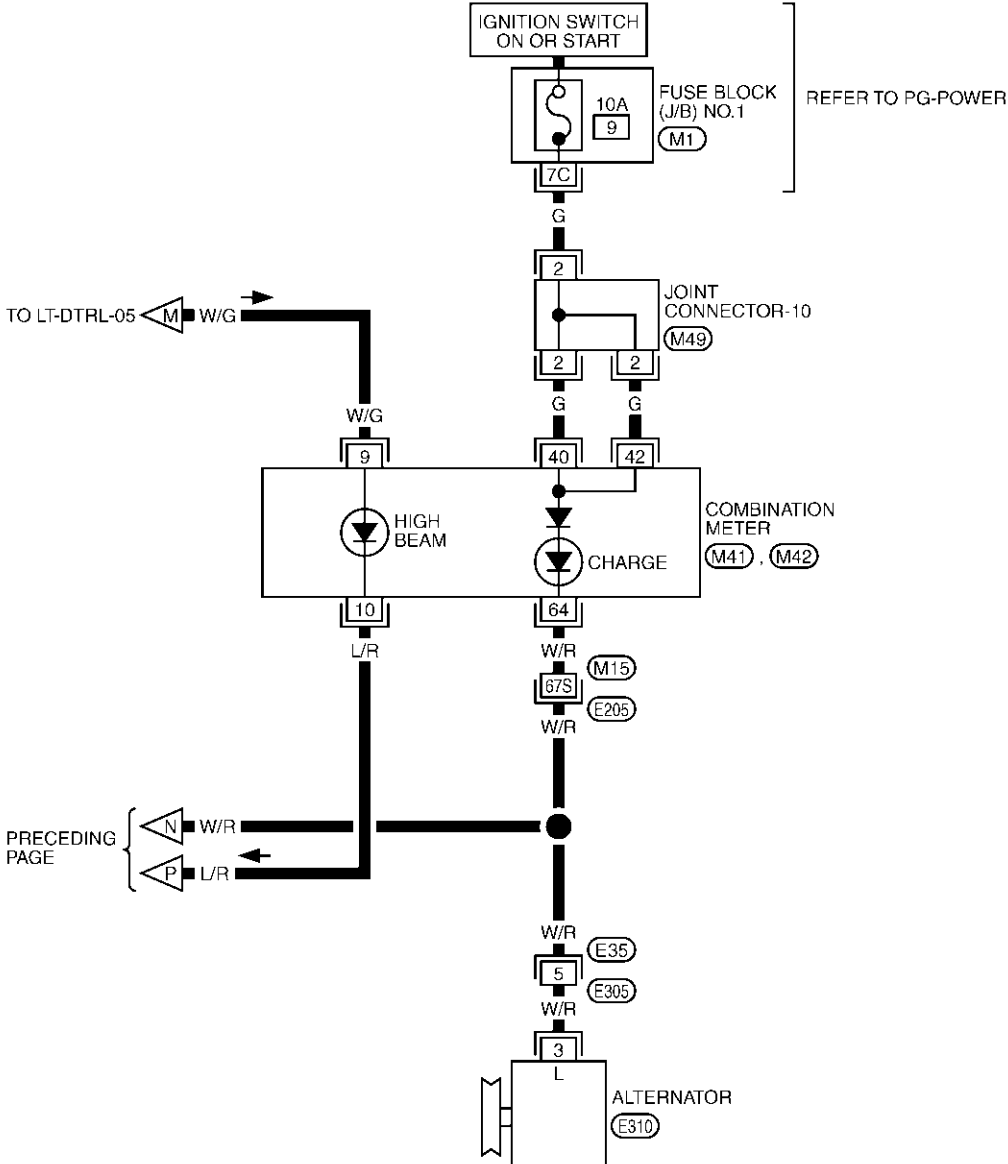 IGNITION SWITCH
ON OR START
FUSE BLOCK
(J/B) NO.1
M1
10A
9
REFER TO PG-POWER
7C
G
2
JOINT
CONNECTOR-10
M49
TO LT-DTRL-05
M
W/G
2
2
G
G
W/G
9
40
42
HIGH
BEAM
CHARGE
COMBINATION
METER
M41 , M42
10
64
L/R
W/R
M15
67S
E205
W/R
PRECEDING
PAGE
N
W/R
P
L/R
W/R
E35
5
E305
W/R
3
L
ALTERNATOR
E310